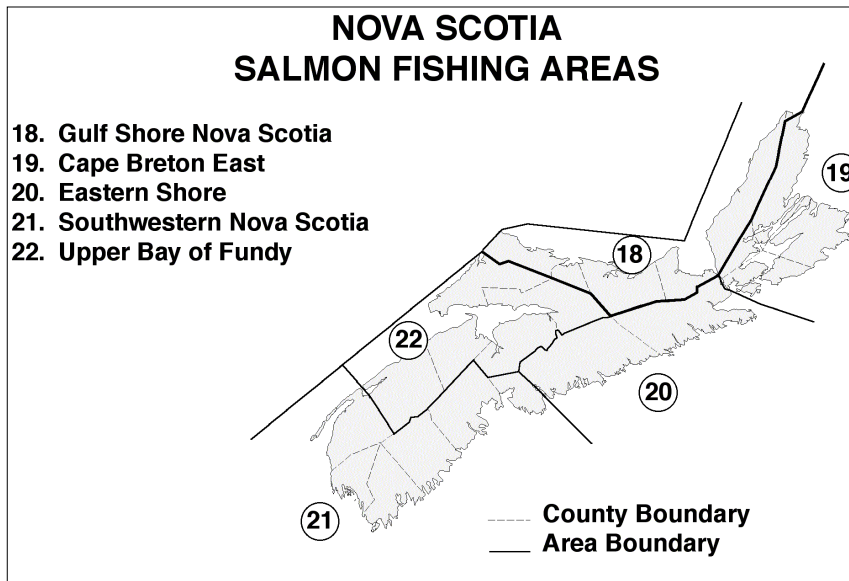 NOVA SCOTIA
SALMON FISHING AREAS
18. Gulf Shore Nova Scotia
19. Cape Breton East
20. Eastern Shore
21. Southwestern Nova Scotia
22. Upper Bay of Fundy
19
18
22
20
21
County Boundary
Area Boundary